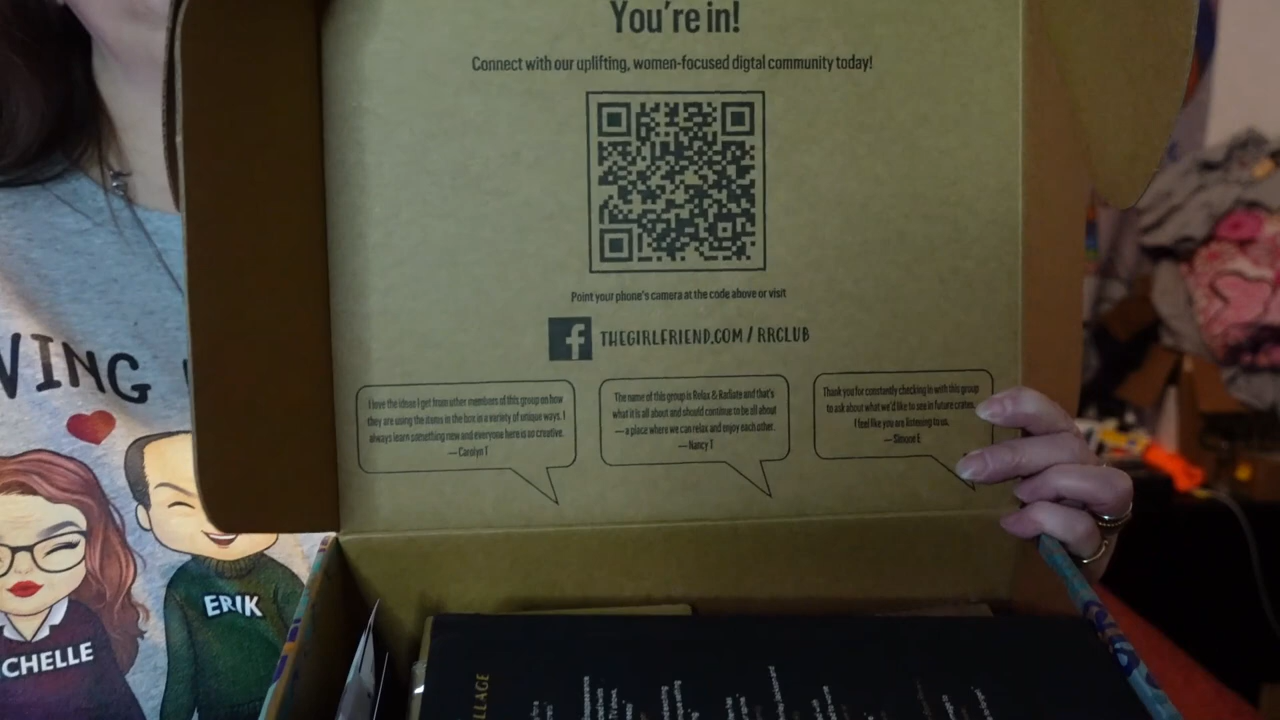 You're in!
Connect with our uplifting, women-focused digtal community today!
Point your phone's camera at the code above or visit
THEGIRLFRIEND.COM / RRCLUB
I love the ideas I get from other members of this group on how
they are using the items in the box in a variety of unique ways. I
always learn something new and everyone here is so creative.
—Carolyn T
The name of this group is Relax & Radiate and that's
what it is all about and should continue to be all about
—a place where we can relax and enjoy each other.
—Nancy T
Thank you for constantly checking in with this group
to ask about what we'd like to see in future crates.
I feel like you are listening to us.
—Simone E
VING
ERIK
CHELLE
LLAGE